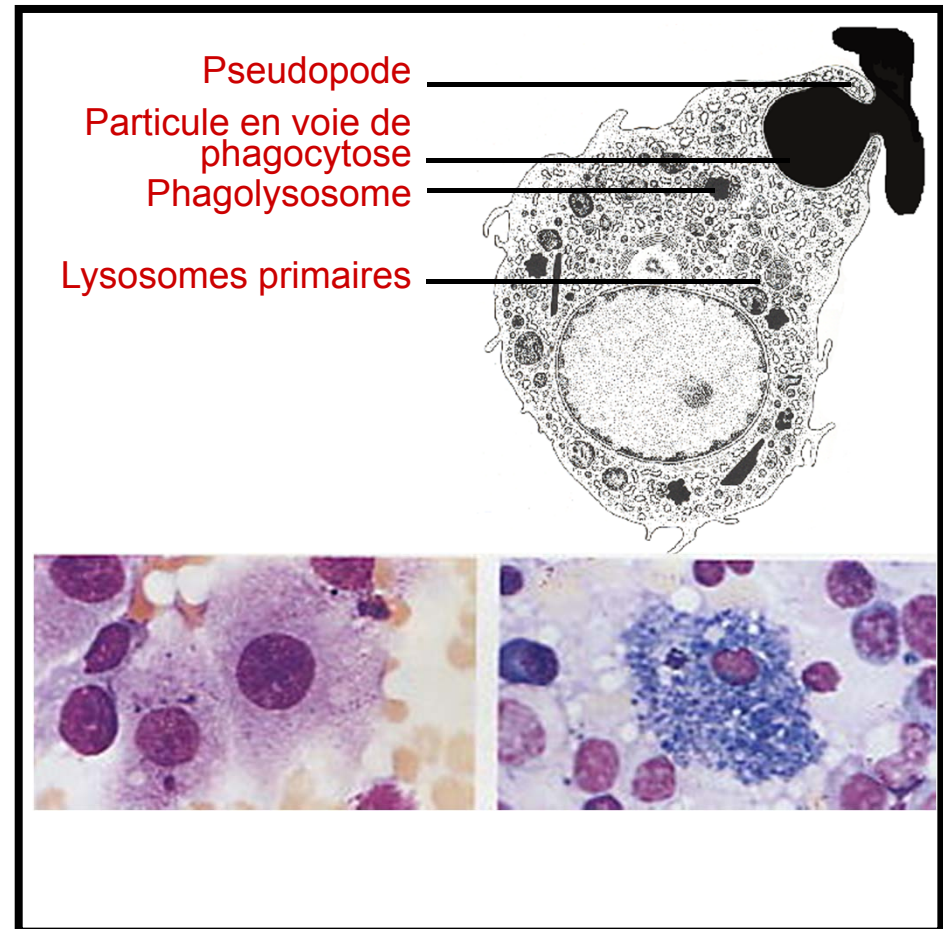 Pseudopode
Particule en voie de
phagocytose
Phagolysosome
Lysosomes primaires